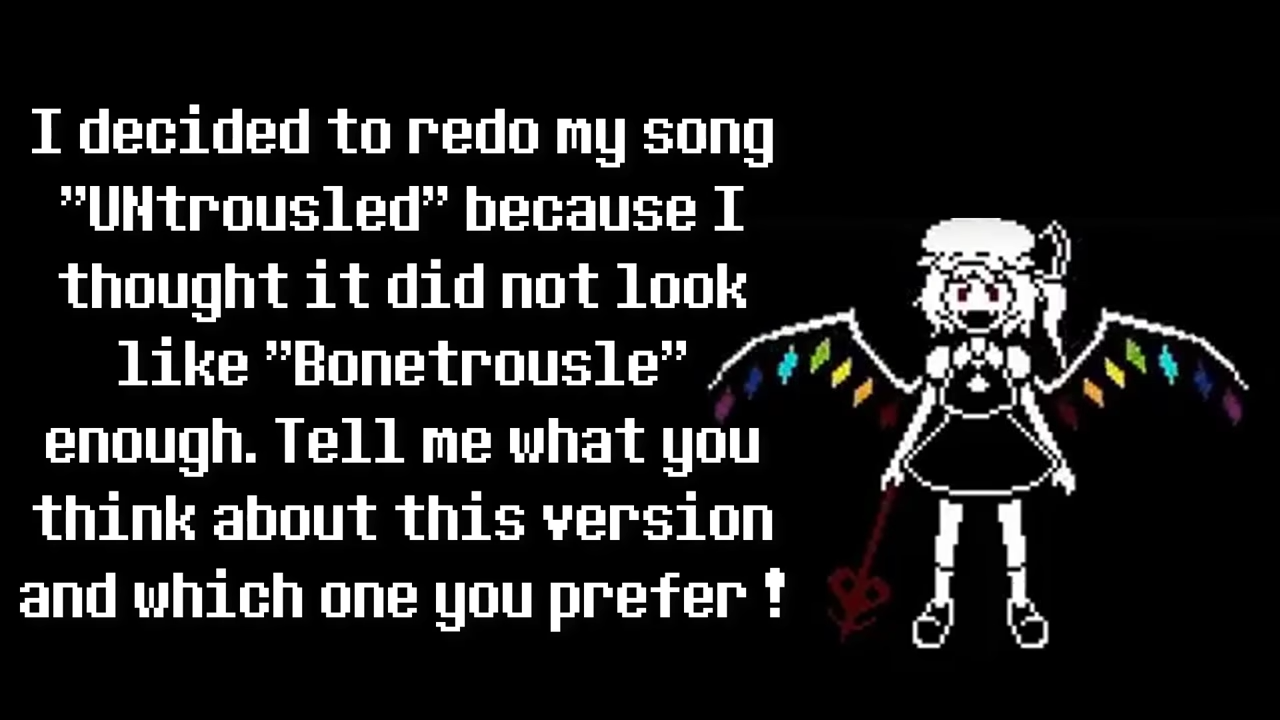 I decided to redo my song
"UNtrousled" because I
thought it did not look
like "Bonetrousle"
enough. Tell me what you
think about this version
and which one you prefer !